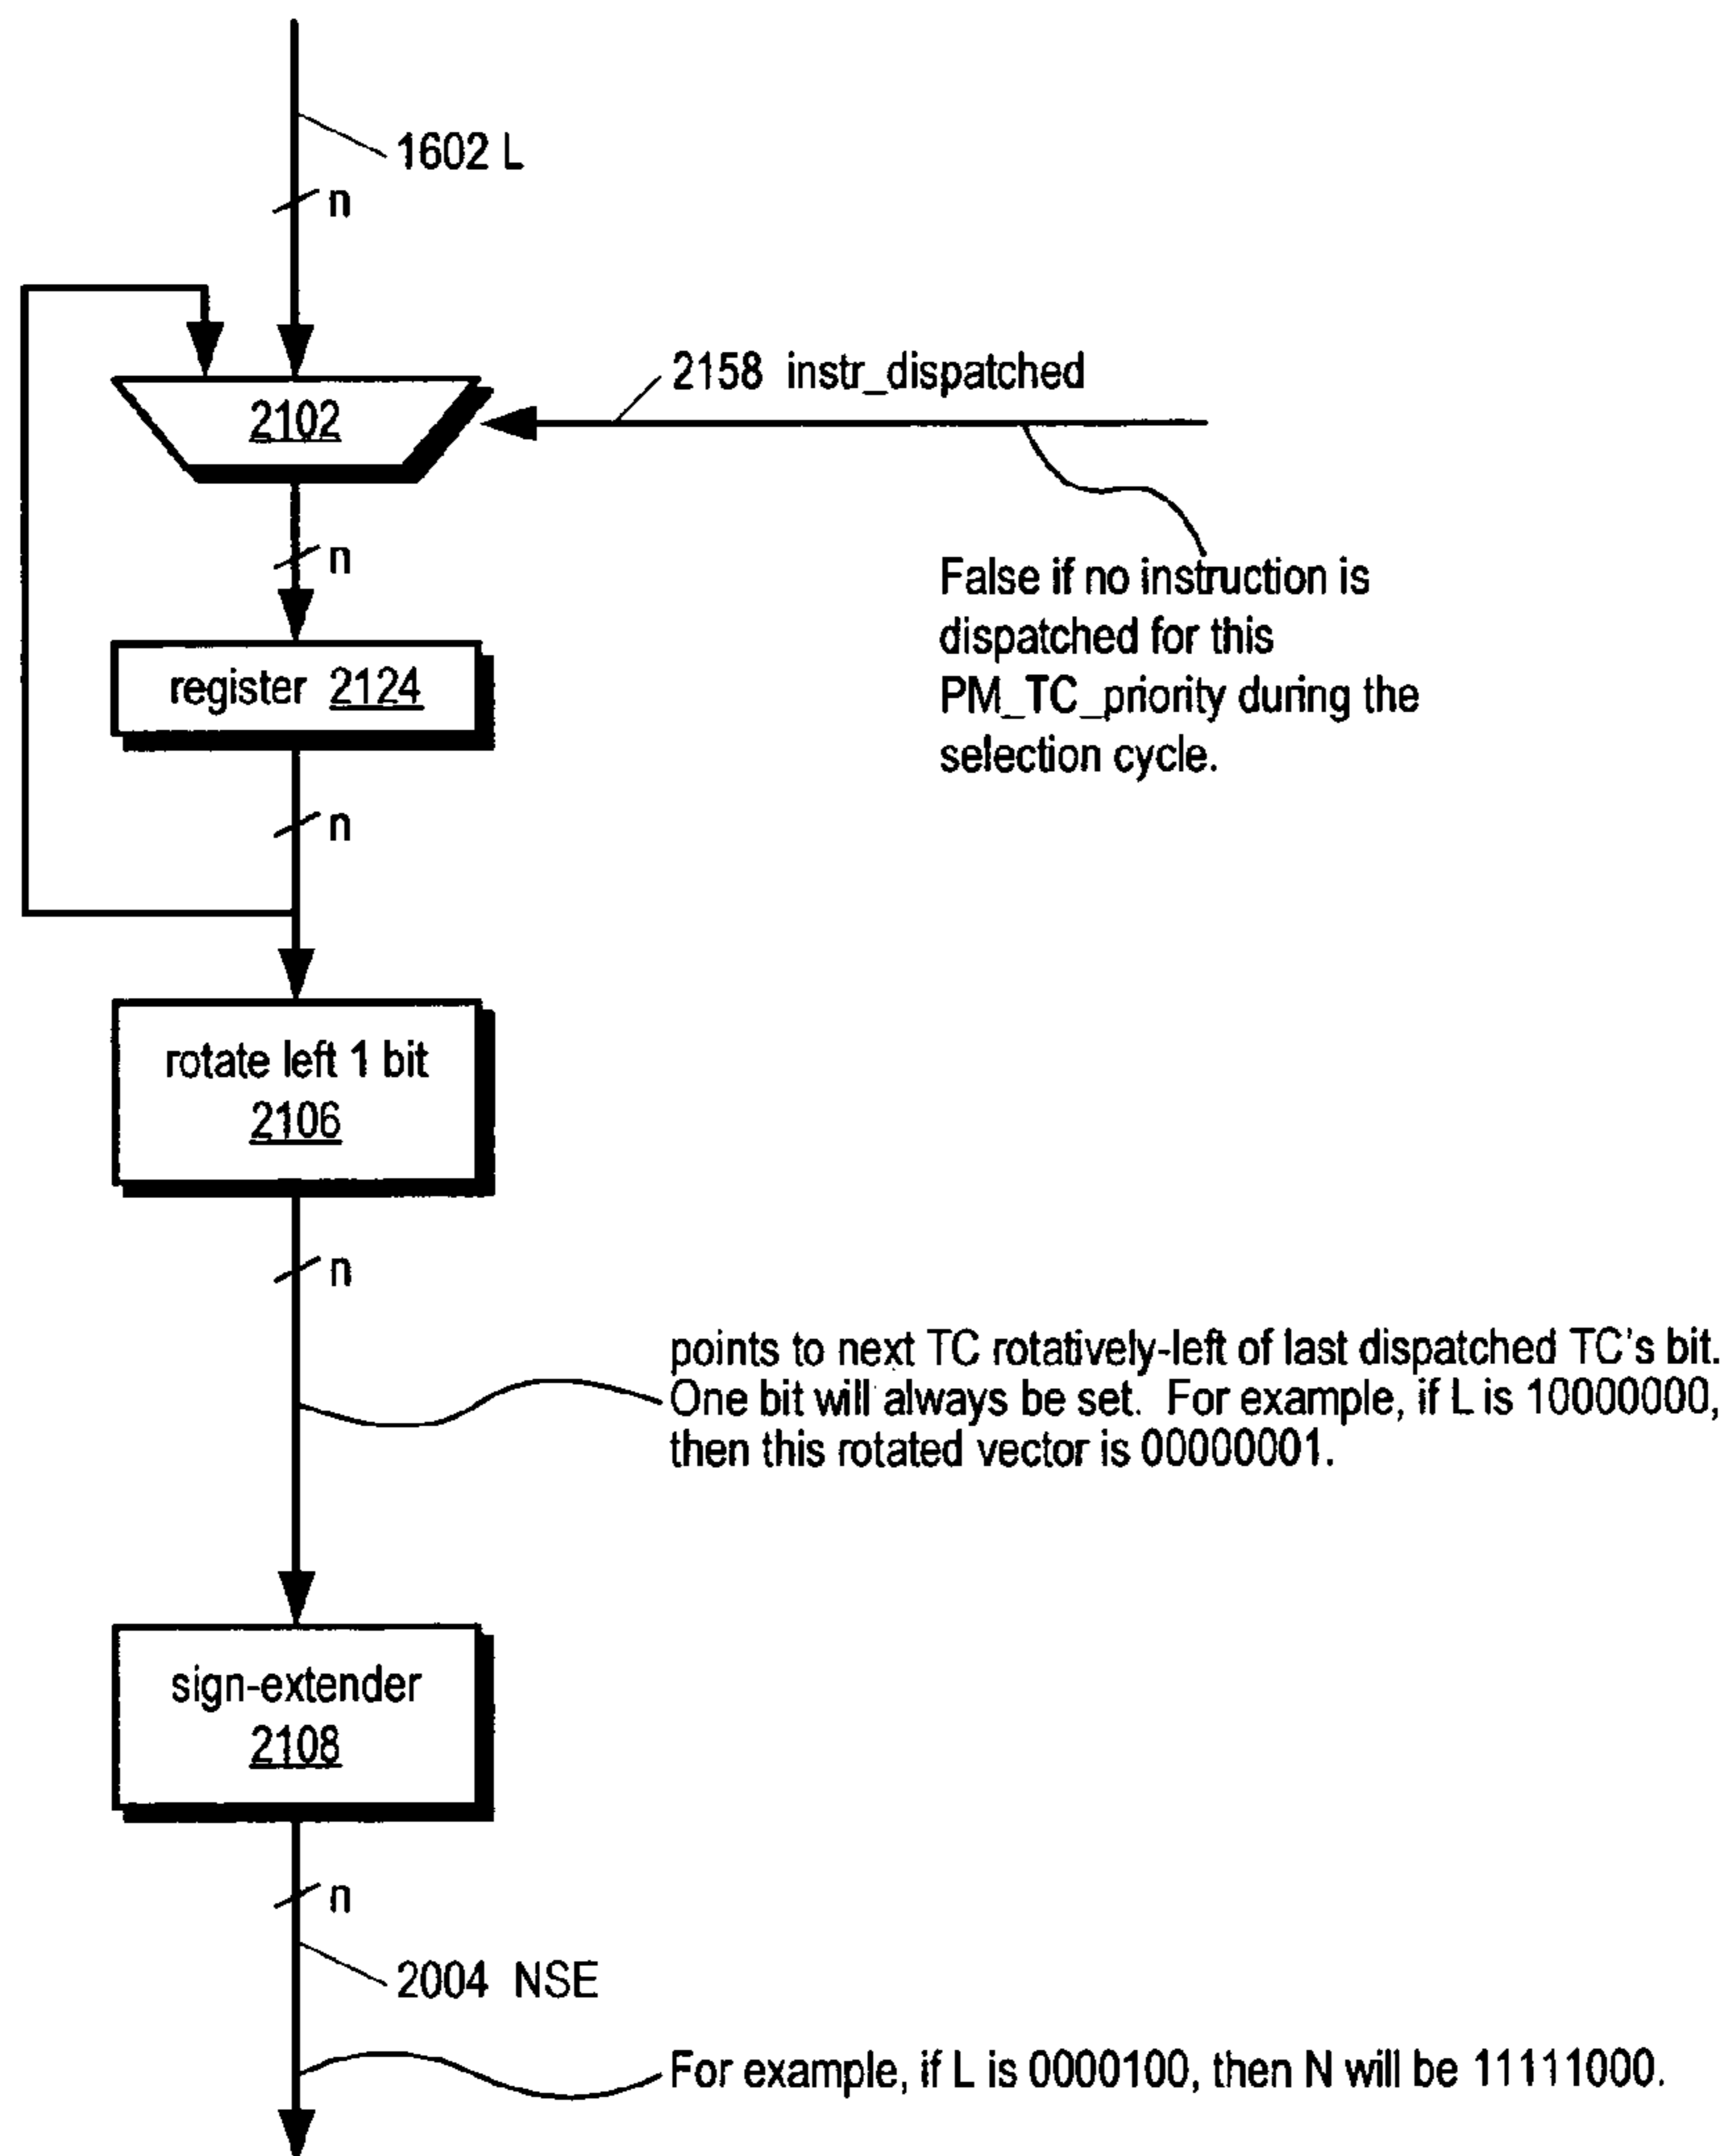 1602 L
n
2158 instr_dispatched
2102
False if no instruction is
dispatched for this
PM_TC_priority during the
selection cycle.
n
register 2124
n
rotate left 1 bit
2106
n
points to next TC rotatively-left of last dispatched TC's bit.
One bit will always be set. For example, if L is 10000000,
then this rotated vector is 00000001.
sign-extender
2108
n
2004 NSE
For example, if L is 0000100, then N will be 11111000.